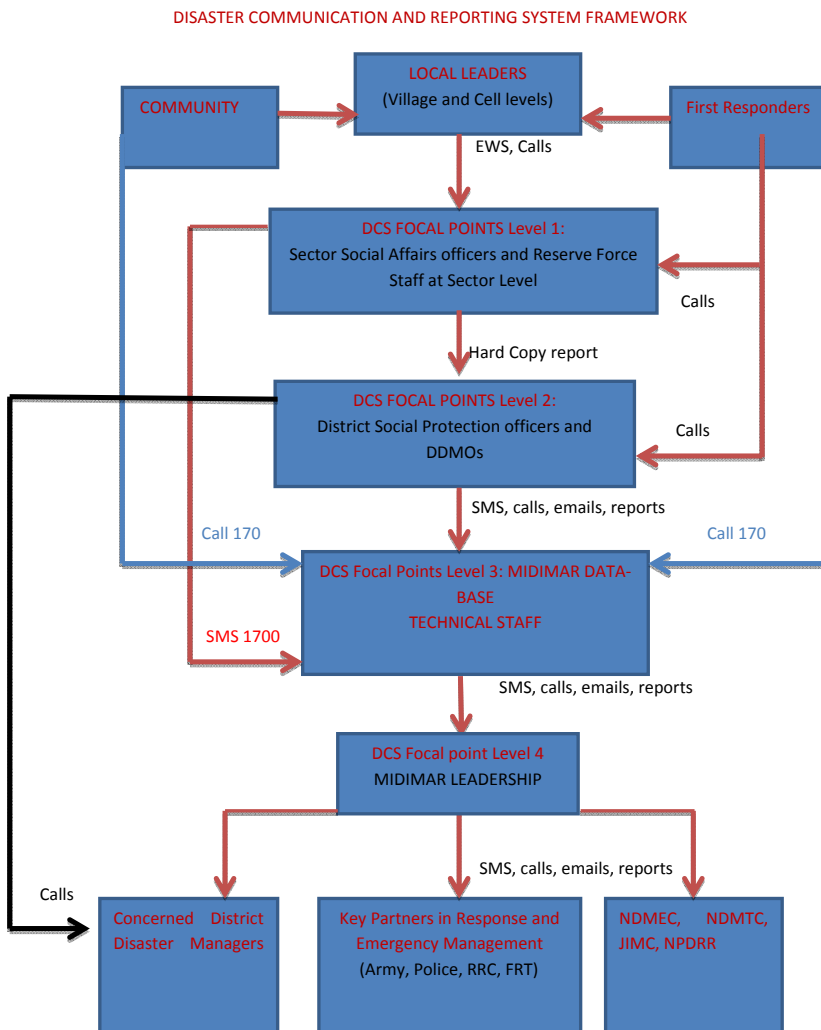 DISASTER COMMUNICATION AND REPORTING SYSTEM FRAMEWORK
LOCAL LEADERS
(Village and Cell levels)
COMMUNITY
First Responders
EWS, Calls
DCS FOCAL POINTS Level 1:
Sector Social Affairs officers and Reserve Force
Staff at Sector Level
Calls
Hard Copy report
DCS FOCAL POINTS Level 2:
District Social Protection officers and
DDMOs
Calls
SMS, calls, emails, reports
Call 170
Call 170
DCS Focal Points Level 3: MIDIMAR DATA-
BASE
TECHNICAL STAFF
SMS 1700
SMS, calls, emails, reports
DCS Focal point Level 4
MIDIMAR LEADERSHIP
SMS, calls, emails, reports
Calls
Concerned District
Disaster Managers
Key Partners in Response and
Emergency Management
(Army, Police, RRC, FRT)
NDMEC, NDMTC,
JIMC, NPDRR